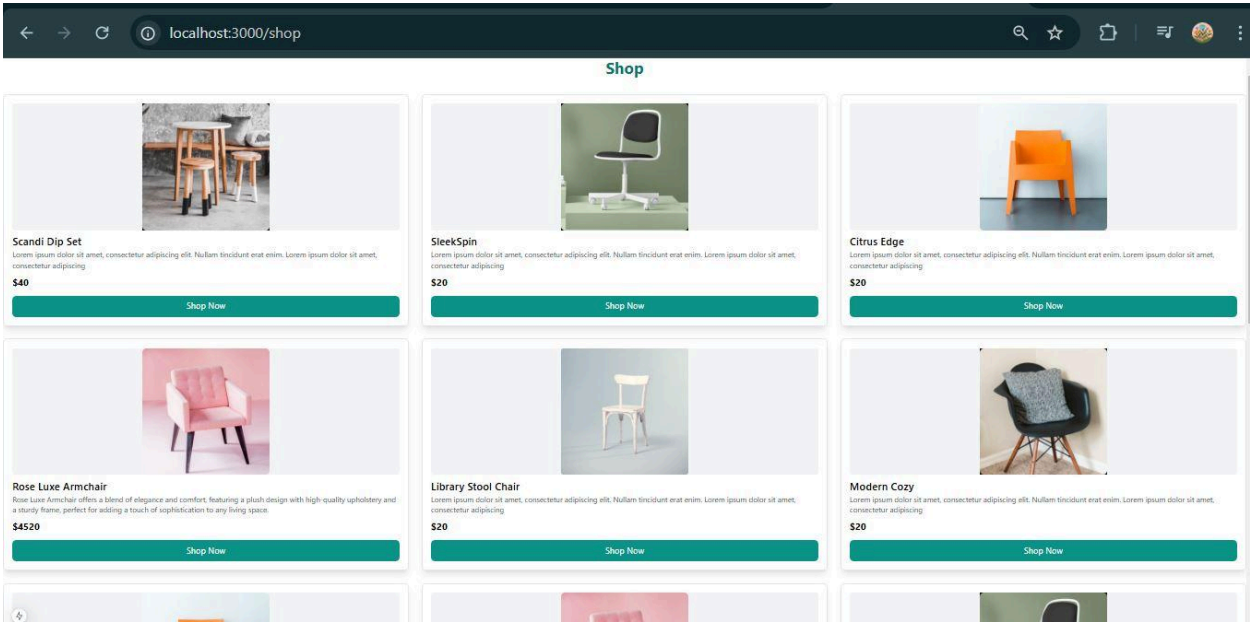 localhost:3000/shop
Shop
Scandi Dip Set
Lorem ipsum dolor sit amet, consectetur adipiscing elit. Nullam tincidunt erat enim. Lorem ipsum dolor sit amet,
consectetur adipiscing
$40
Shop Now
SleekSpin
Lorem ipsum dolor sit amet, consectetur adipiscing elit. Nullam tincidunt erat enim. Lorem ipsum dolor sit amet,
consectetur adipiscing
$20
Shop Now
Citrus Edge
Lorem ipsum dolor sit amet, consectetur adipiscing elit. Nullam tincidunt erat enim. Lorem ipsum dolor sit amet,
consectetur adipiscing
$20
Shop Now
Rose Luxe Armchair
Rose Luxe Armchair offers a blend of elegance and comfort, featuring a plush design with high-quality upholstery and
a sturdy frame, perfect for adding a touch of sophistication to any living space.
$4520
Shop Now
Library Stool Chair
Lorem ipsum dolor sit amet, consectetur adipiscing elit. Nullam tincidunt erat enim. Lorem ipsum dolor sit amet,
consectetur adipiscing
$20
Shop Now
Modern Cozy
Lorem ipsum dolor sit amet, consectetur adipiscing elit. Nullam tincidunt erat enim. Lorem ipsum dolor sit amet,
consectetur adipiscing
$20
Shop Now